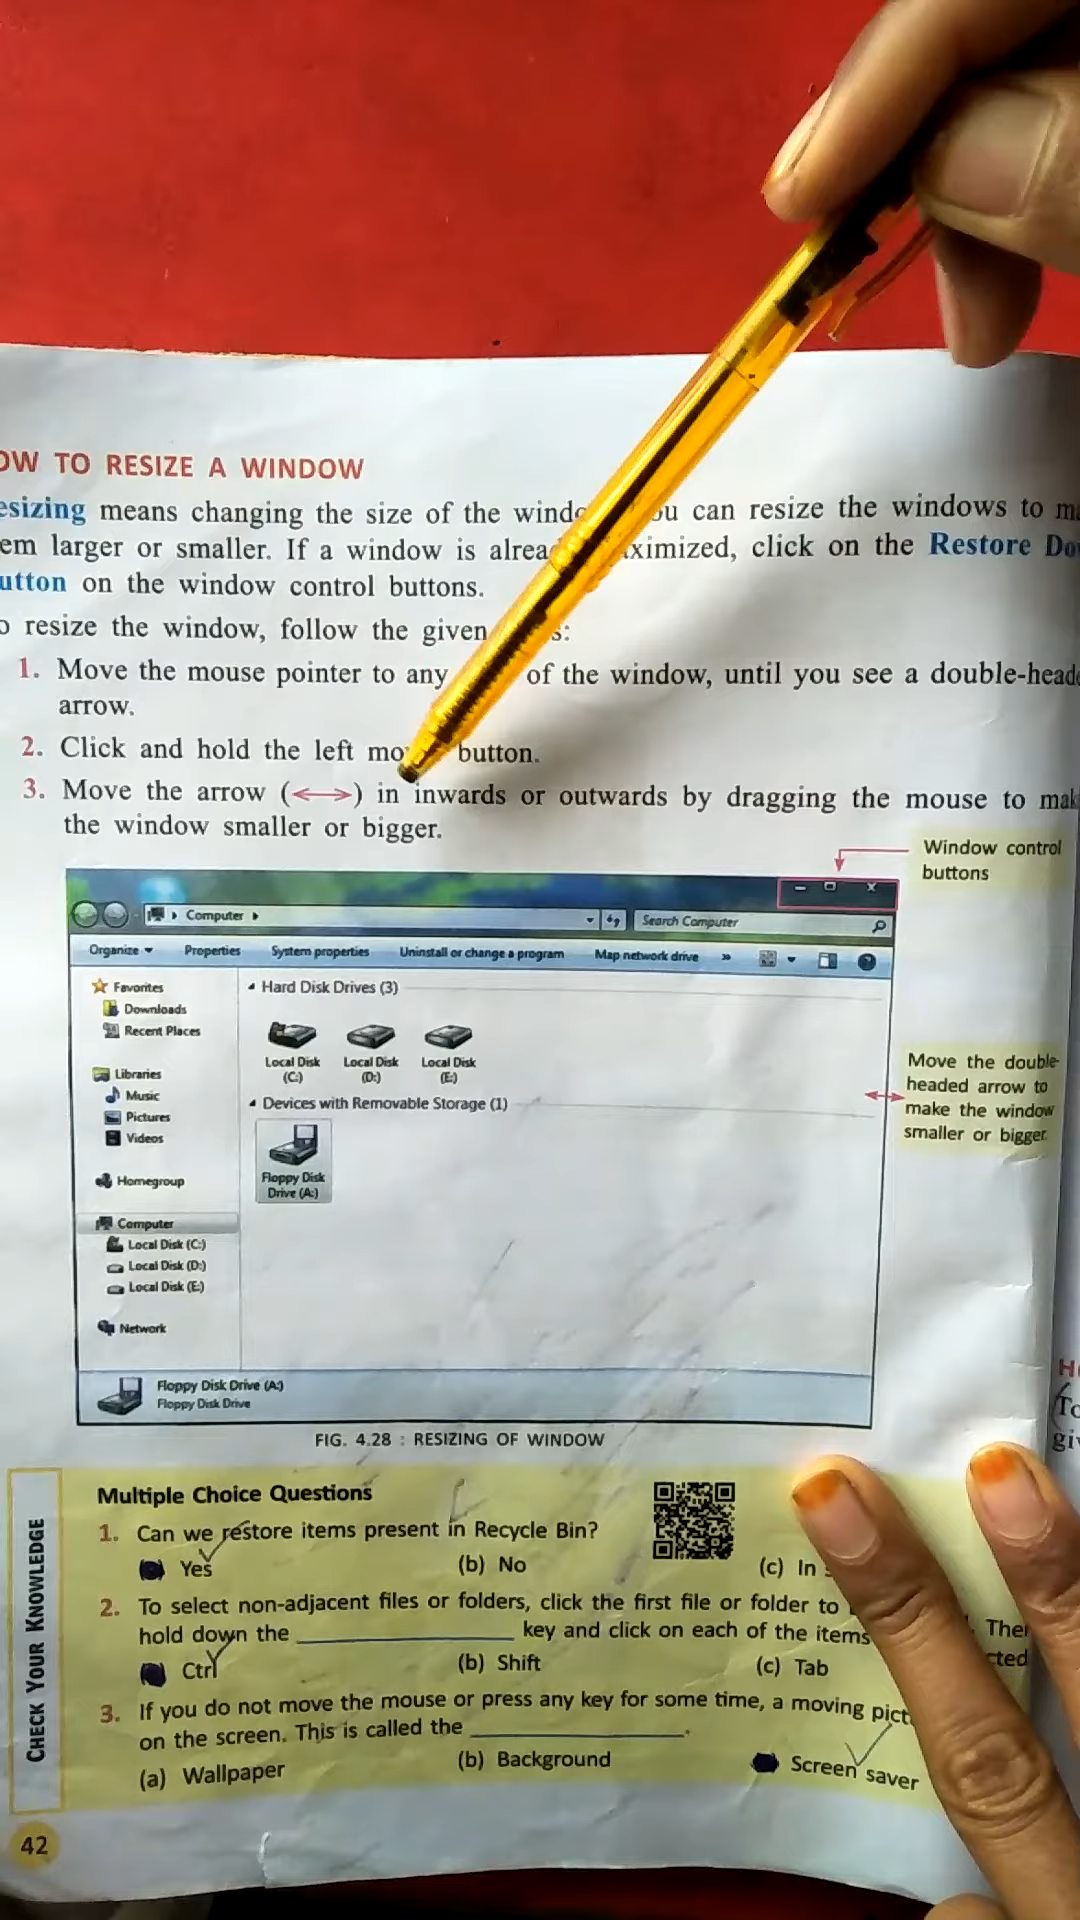 OW TO RESIZE A WINDOW
esizing means changing the size of the can resize the windows to
em larger or smaller. If a window is click on the Restore
utton on the window control buttons.
resize the window, follow the given
1. Move the mouse pointer to any of the window, until you see a
arrow.
2. Click and hold the left button.
3. Move the arrow (↔) in inwards or outwards by dragging the mouse to
the window smaller or bigger.
Window control
buttons
Computer
Search Computer
Organize Properties System properties Uninstall or change a program Map network drive »
Favorites
Downloads
Recent Places
Libraries
Music
Pictures
Videos
Homegroup
Computer
Local Disk (C:)
Local Disk (D:)
Local Disk (E:)
Network
Hard Disk Drives (3)
Local Disk (C:) Local Disk (D:) Local Disk (E:)
Devices with Removable Storage (1)
Floppy Disk
Drive (A:)
Move the double-
headed arrow to
make the window
smaller or bigger.
Floppy Disk Drive (A:)
Floppy Disk Drive
FIG. 4.28 : RESIZING OF WINDOW
CHECK YOUR KNOWLEDGE
Multiple Choice Questions
1. Can we restore items present in Recycle Bin?
Yes (b) No (c) In
2. To select non-adjacent files or folders, click the first file or folder to
hold down the ____________ key and click on each of the items
Ctrl (b) Shift (c) Tab
3. If you do not move the mouse or press any key for some time, a moving
on the screen. This is called the ____________.
(a) Wallpaper (b) Background Screen saver
42